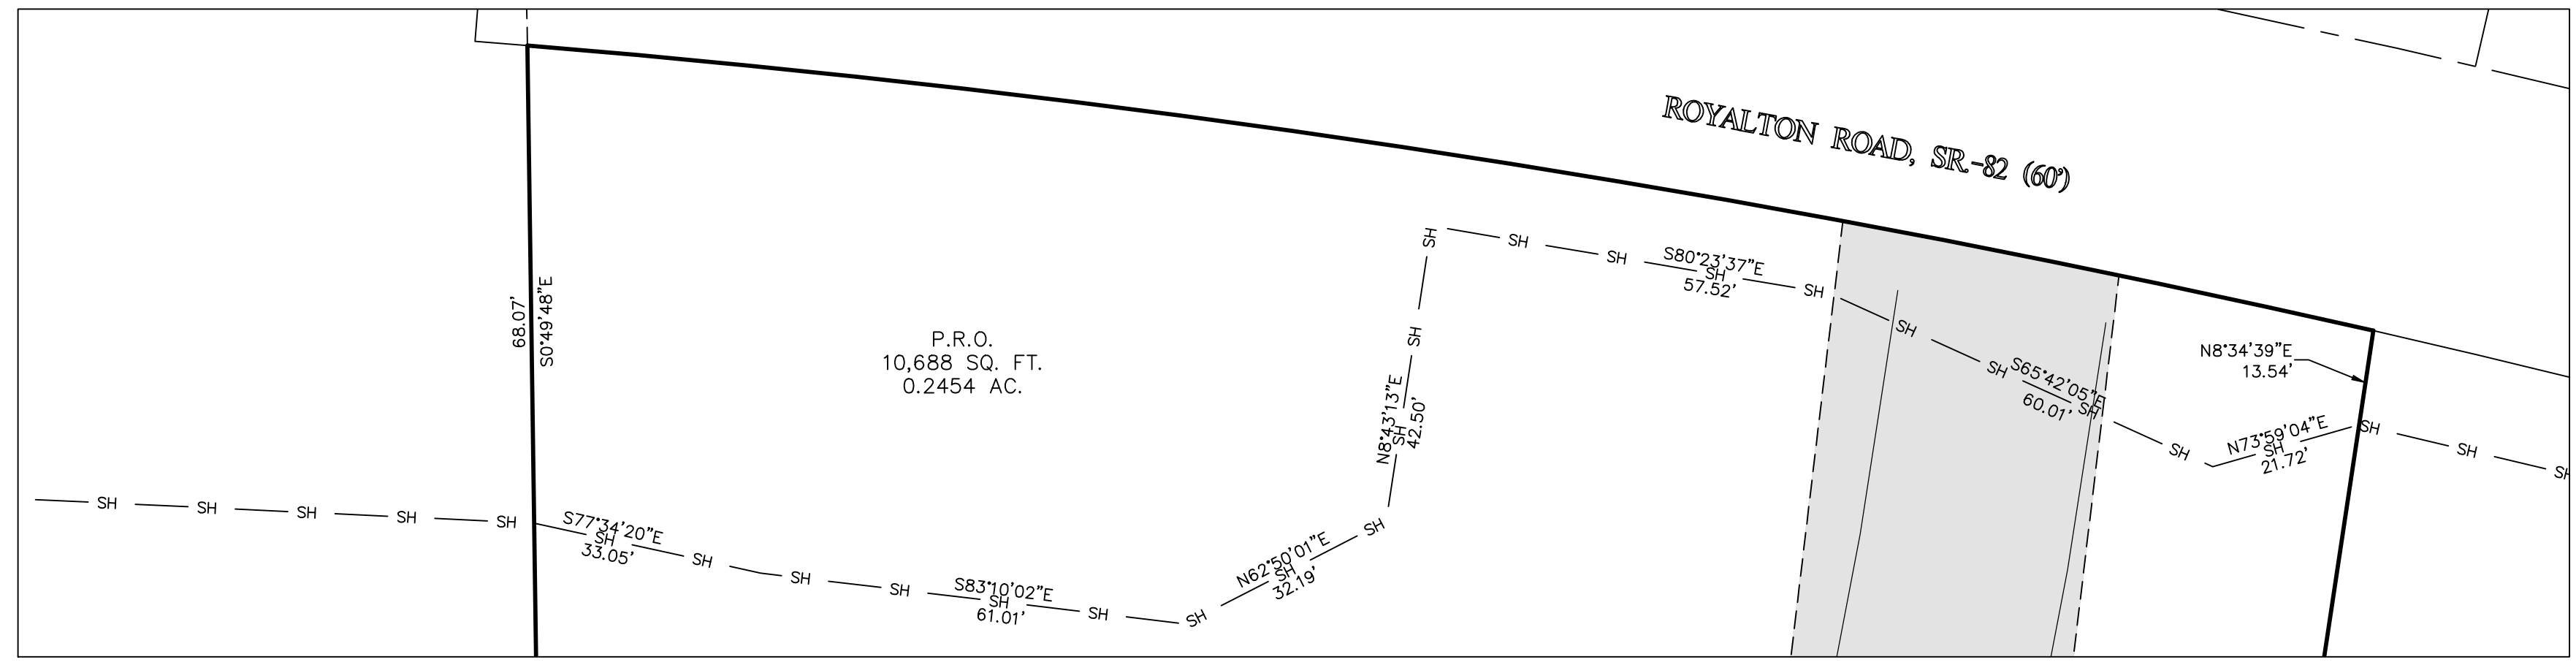 ROYALTON ROAD, SR.-82 (60')
68.07'
S0°49'48"E
P.R.O.
10,688 SQ. FT.
0.2454 AC.
SH SH SH SH SH
S77°34'20"E
SH SH
33.05'
SH SH SH SH
S83°10'02"E
61.01'
SH SH SH
N62°50'01"E
32.19'
SH SH SH
N8°43'13"E
42.50'
SH SH SH SH
S80°23'37"E
57.52'
SH SH SH SH
S65°42'05"E
60.01'
N8°34'39"E
13.54'
N73°59'04"E
SH
21.72'
SH SH SH